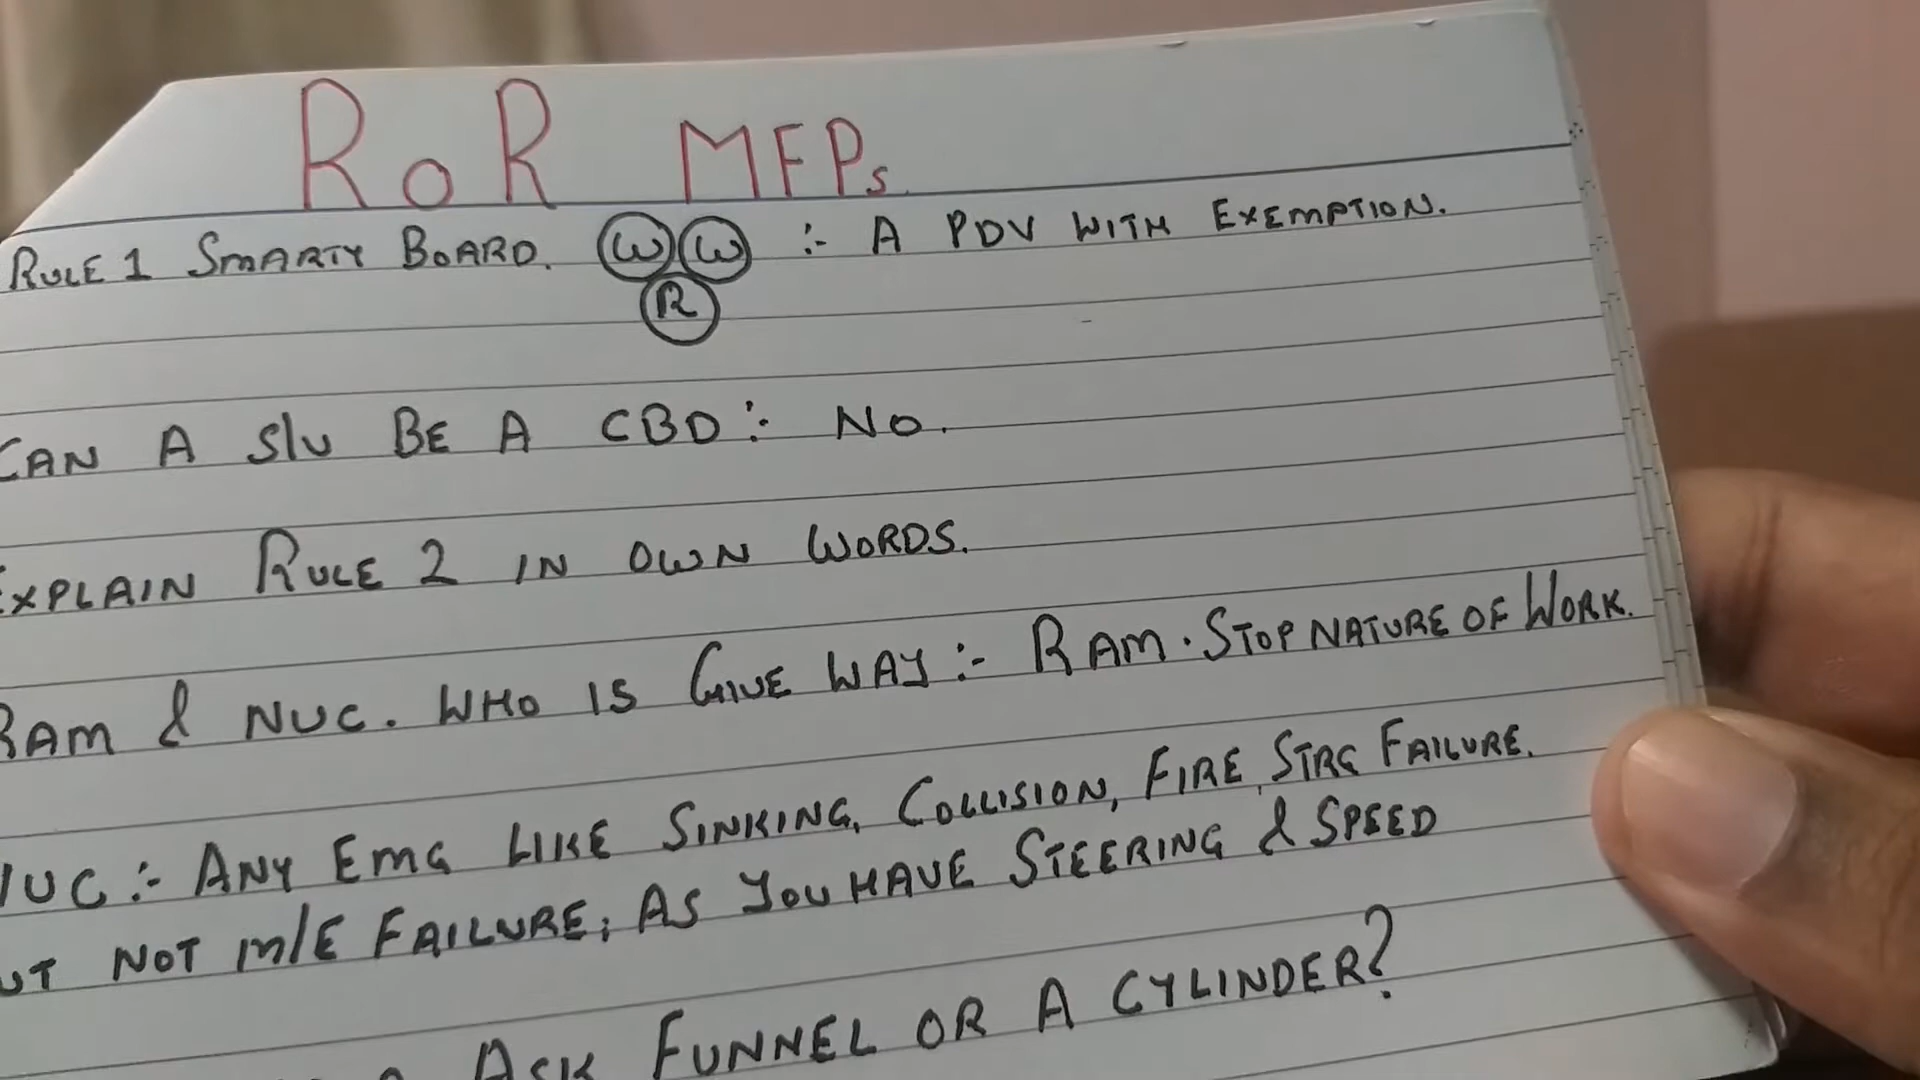 RoR MFPs
RULE 1 SMARTY BOARD. W W :- A PDV WITH EXEMPTION.
R
CAN A S/V BE A CBD :- NO.
EXPLAIN RULE 2 IN OWN WORDS.
RAM & NUC. WHO IS GIVE WAY :- RAM. STOP NATURE OF WORK.
NUC :- ANY EMG LIKE SINKING, COLLISION, FIRE, STRG FAILURE.
BUT NOT M/E FAILURE; AS YOU HAVE STEERING & SPEED
ASK FUNNEL OR A CYLINDER?